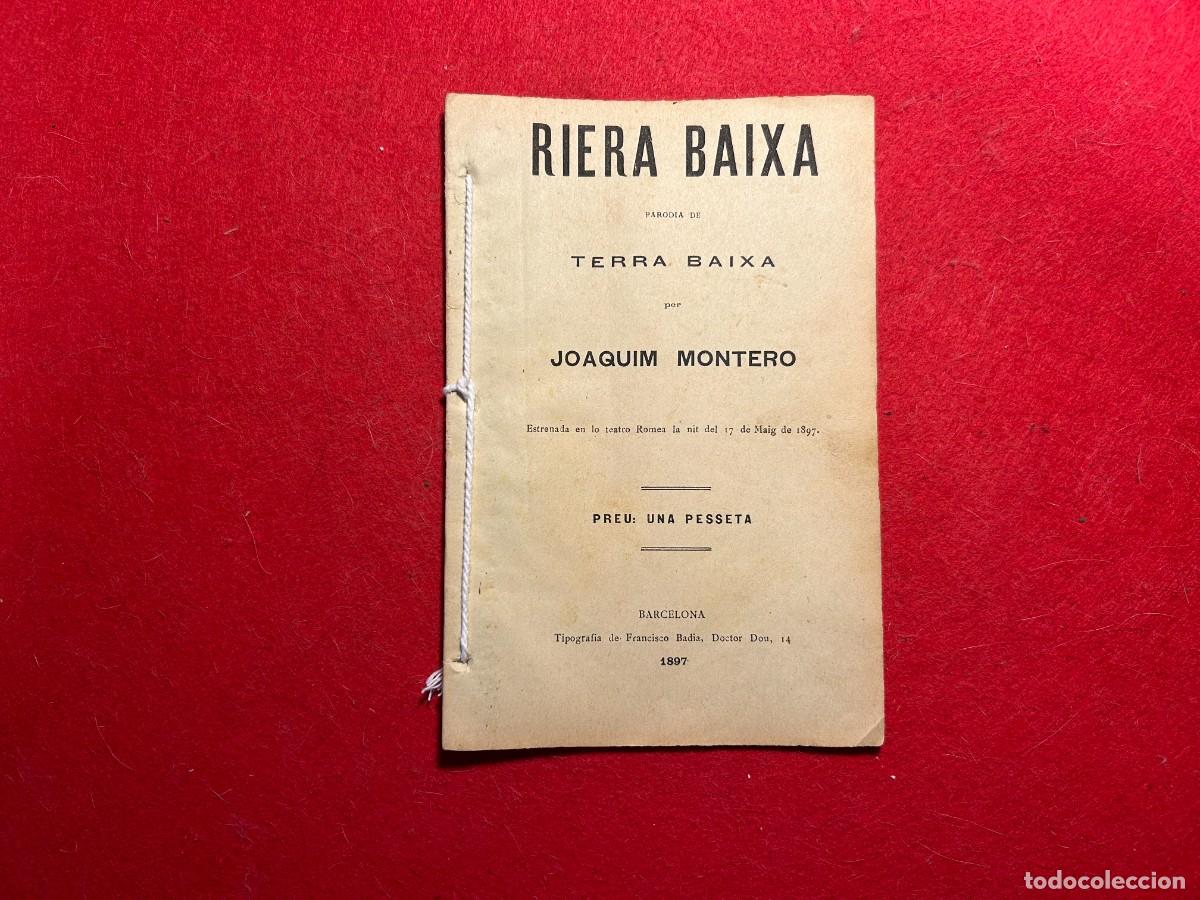 RIERA BAIXA
PARODIA DE
TERRA BAIXA
per
JOAQUIM MONTERO
Estrenada en lo teatro Romea la nit del 17 de Maig de 1897.
PREU: UNA PESSETA
BARCELONA
Tipografia de Francisco Badia, Doctor Dou, 14
1897
todocoleccion